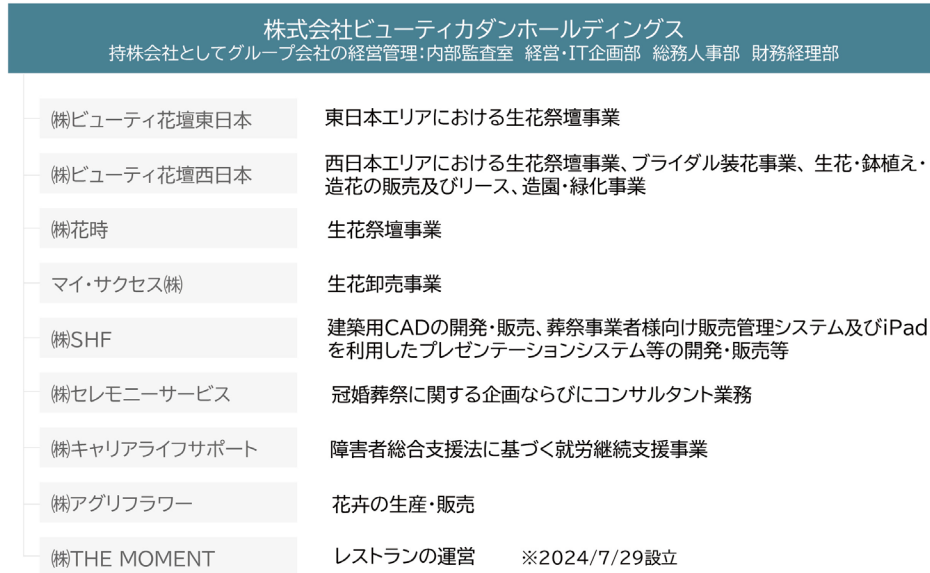 株式会社ビューティカダンホールディングス
持株会社としてグループ会社の経営管理：内部監査室　経営・IT企画部　総務人事部　財務経理部
㈱ビューティ花壇東日本　東日本エリアにおける生花祭壇事業
㈱ビューティ花壇西日本　西日本エリアにおける生花祭壇事業、ブライダル装花事業、生花・鉢植え・
造花の販売及びリース、造園・緑化事業
㈱花時　生花祭壇事業
マイ・サクセス㈱　生花卸売事業
㈱SHF　建築用CADの開発・販売、葬祭事業者様向け販売管理システム及びiPad
を利用したプレゼンテーションシステム等の開発・販売等
㈱セレモニーサービス　冠婚葬祭に関する企画ならびにコンサルタント業務
㈱キャリアライフサポート　障害者総合支援法に基づく就労継続支援事業
㈱アグリフラワー　花卉の生産・販売
㈱THE MOMENT　レストランの運営　※2024/7/29設立